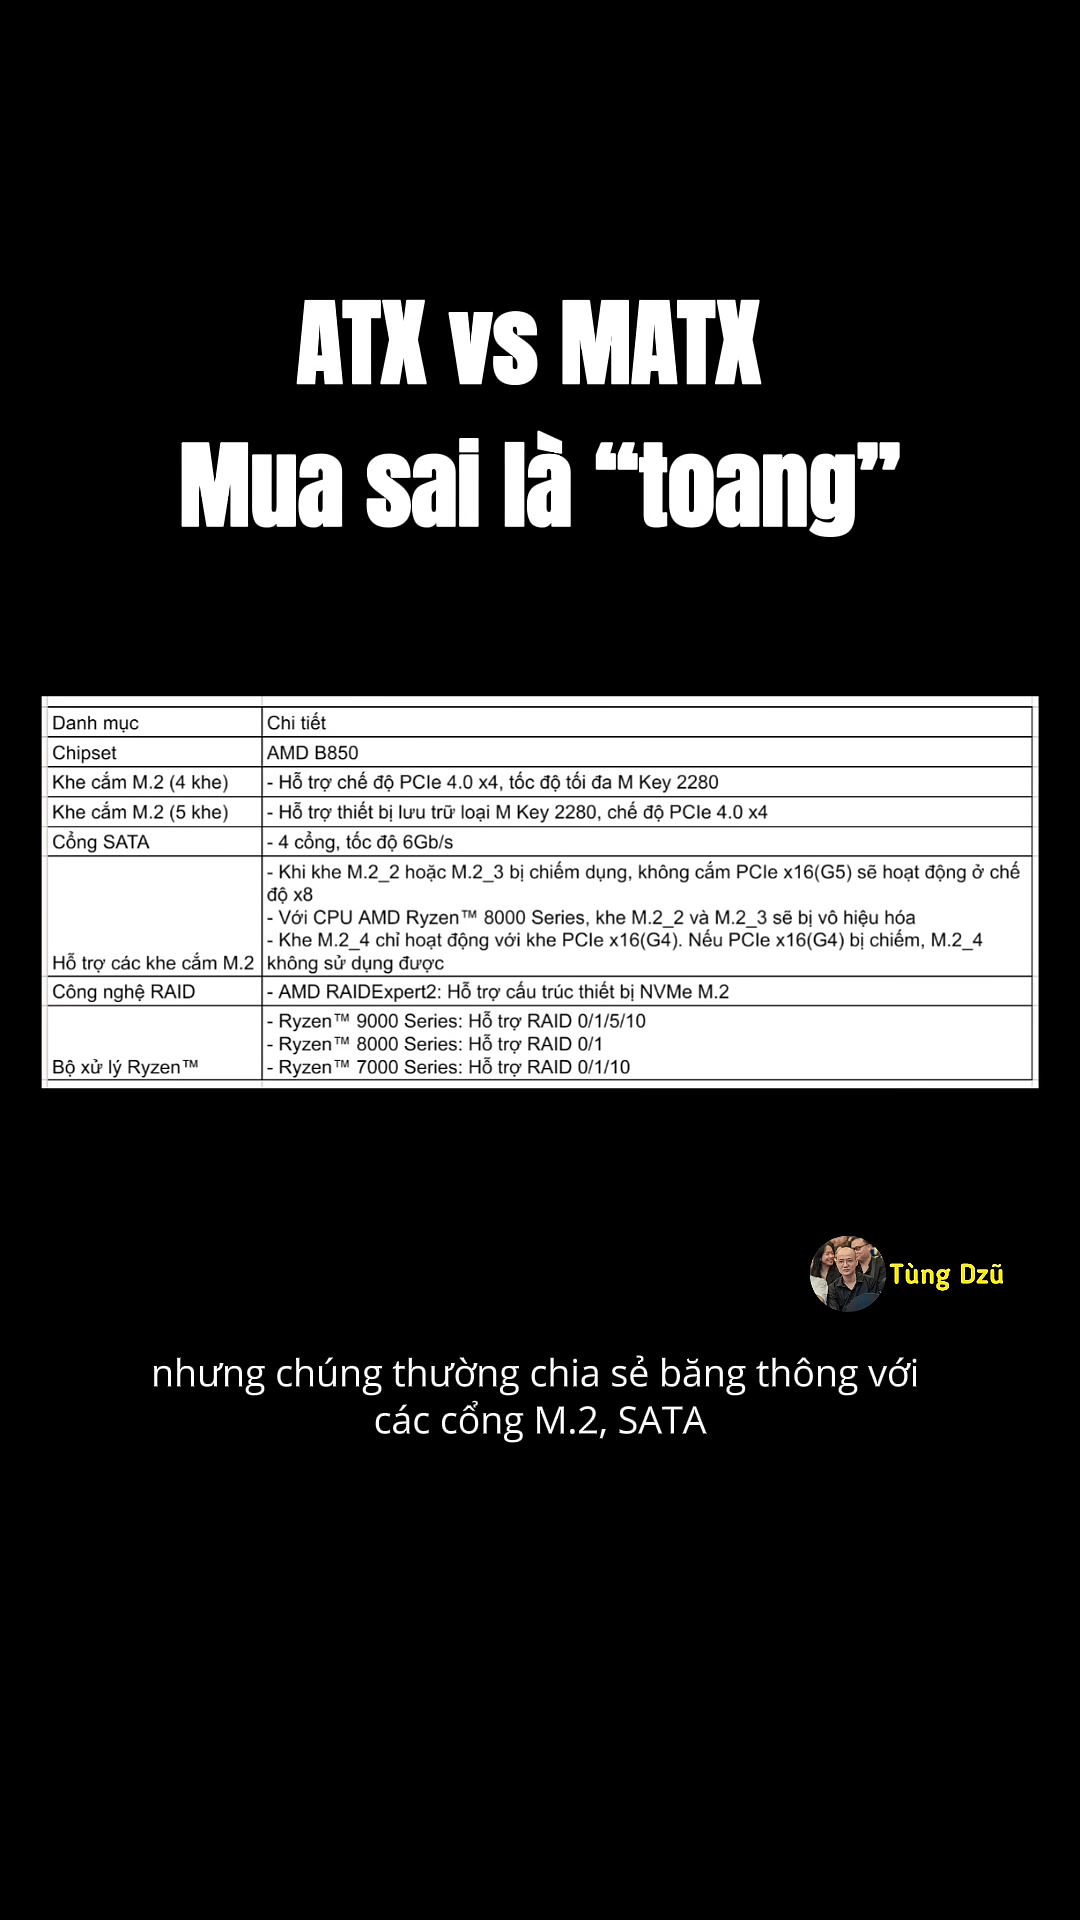 ATX vs MATX
Mua sai là “toang”
Danh mục
Chi tiết
Chipset
AMD B850
Khe cắm M.2 (4 khe)
- Hỗ trợ chế độ PCIe 4.0 x4, tốc độ tối đa M Key 2280
Khe cắm M.2 (5 khe)
- Hỗ trợ thiết bị lưu trữ loại M Key 2280, chế độ PCIe 4.0 x4
Cổng SATA
- 4 cổng, tốc độ 6Gb/s
Hỗ trợ các khe cắm M.2
- Khi khe M.2_2 hoặc M.2_3 bị chiếm dụng, không cắm PCIe x16(G5) sẽ hoạt động ở chế
độ x8
- Với CPU AMD Ryzen™ 8000 Series, khe M.2_2 và M.2_3 sẽ bị vô hiệu hóa
- Khe M.2_4 chỉ hoạt động với khe PCIe x16(G4). Nếu PCIe x16(G4) bị chiếm, M.2_4
không sử dụng được
Công nghệ RAID
- AMD RAIDExpert2: Hỗ trợ cấu trúc thiết bị NVMe M.2
Bộ xử lý Ryzen™
- Ryzen™ 9000 Series: Hỗ trợ RAID 0/1/5/10
- Ryzen™ 8000 Series: Hỗ trợ RAID 0/1
- Ryzen™ 7000 Series: Hỗ trợ RAID 0/1/10
Tùng Dzũ
nhưng chúng thường chia sẻ băng thông với
các cổng M.2, SATA